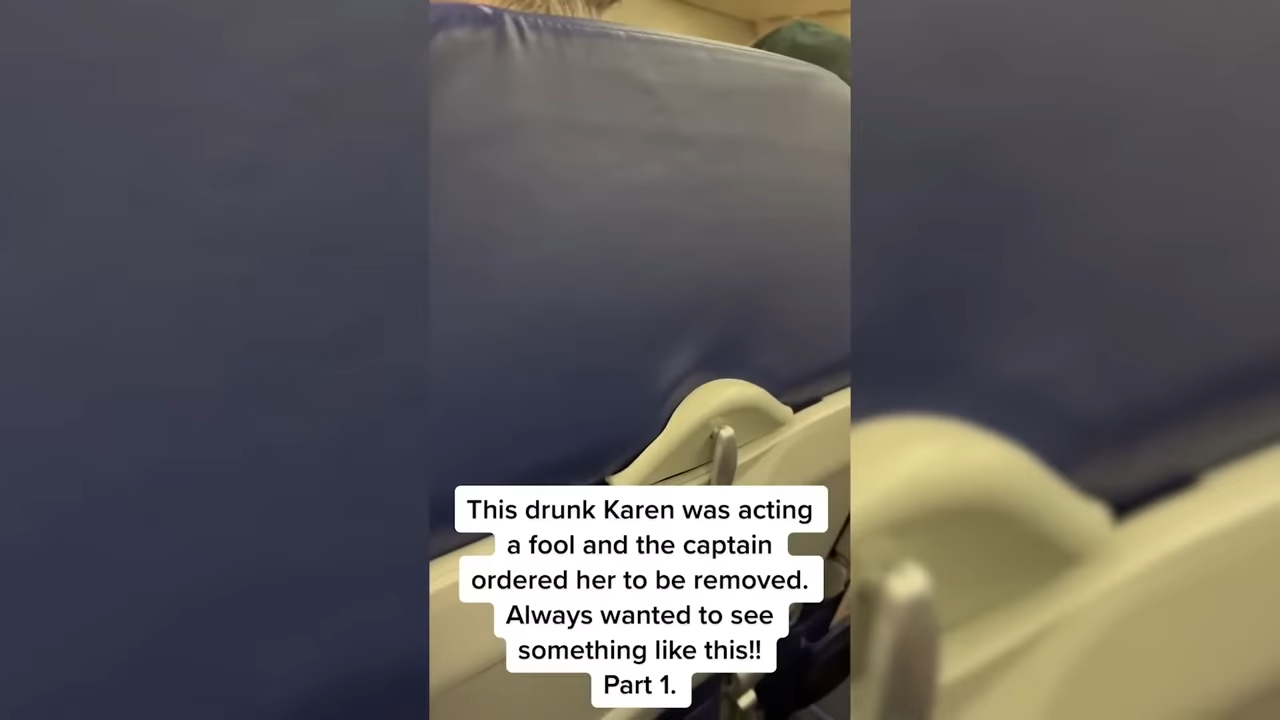 This drunk Karen was acting
a fool and the captain
ordered her to be removed.
Always wanted to see
something like this!!
Part 1.